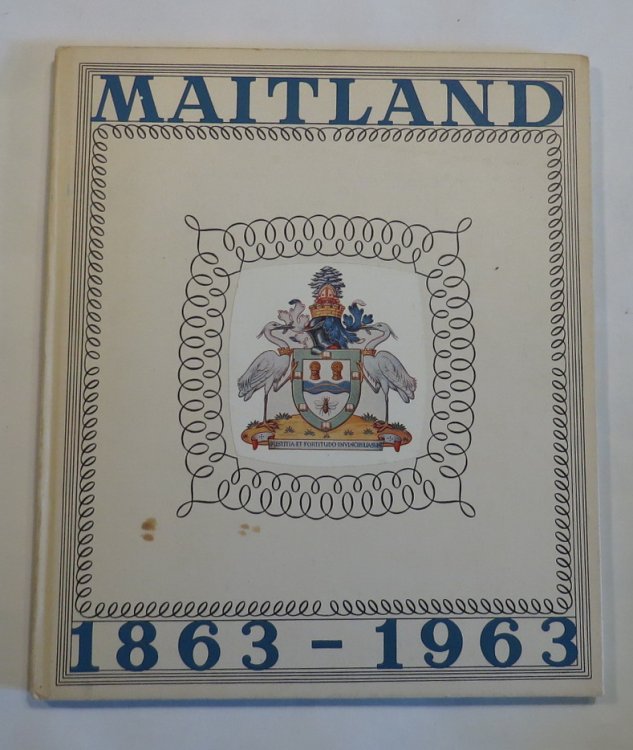 MAITLAND
JUSTITIA ET FORTITUDO INVINCIBILIA SUNT
1863 – 1963